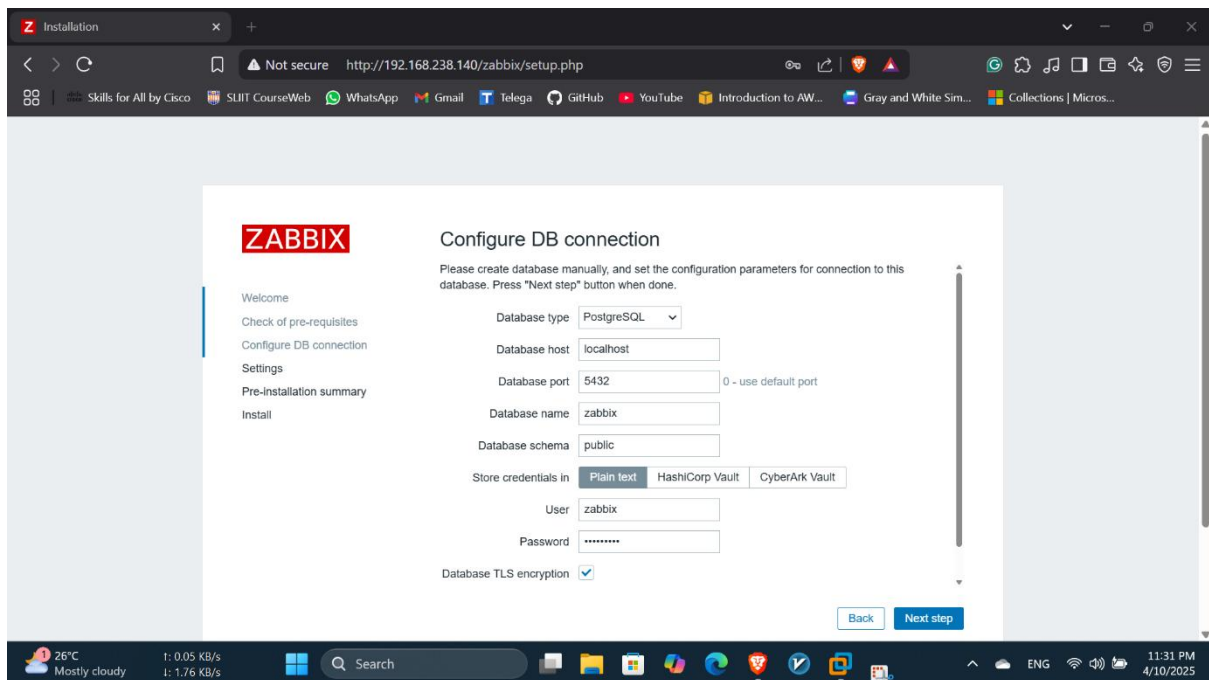 Z Installation
Not secure http://192.168.238.140/zabbix/setup.php
Skills for All by Cisco SLIIT CourseWeb WhatsApp Gmail Telega GitHub YouTube Introduction to AW... Gray and White Sim... Collections | Micros...
ZABBIX
Configure DB connection
Please create database manually, and set the configuration parameters for connection to this
database. Press "Next step" button when done.
Welcome
Check of pre-requisites
Configure DB connection
Settings
Pre-installation summary
Install
Database type PostgreSQL
Database host localhost
Database port 5432 0 - use default port
Database name zabbix
Database schema public
Store credentials in Plain text HashiCorp Vault CyberArk Vault
User zabbix
Password •••••••••
Database TLS encryption
Back Next step
1 26°C
Mostly cloudy
↑: 0.05 KB/s
↓: 1.76 KB/s
Search
ENG
11:31 PM
4/10/2025